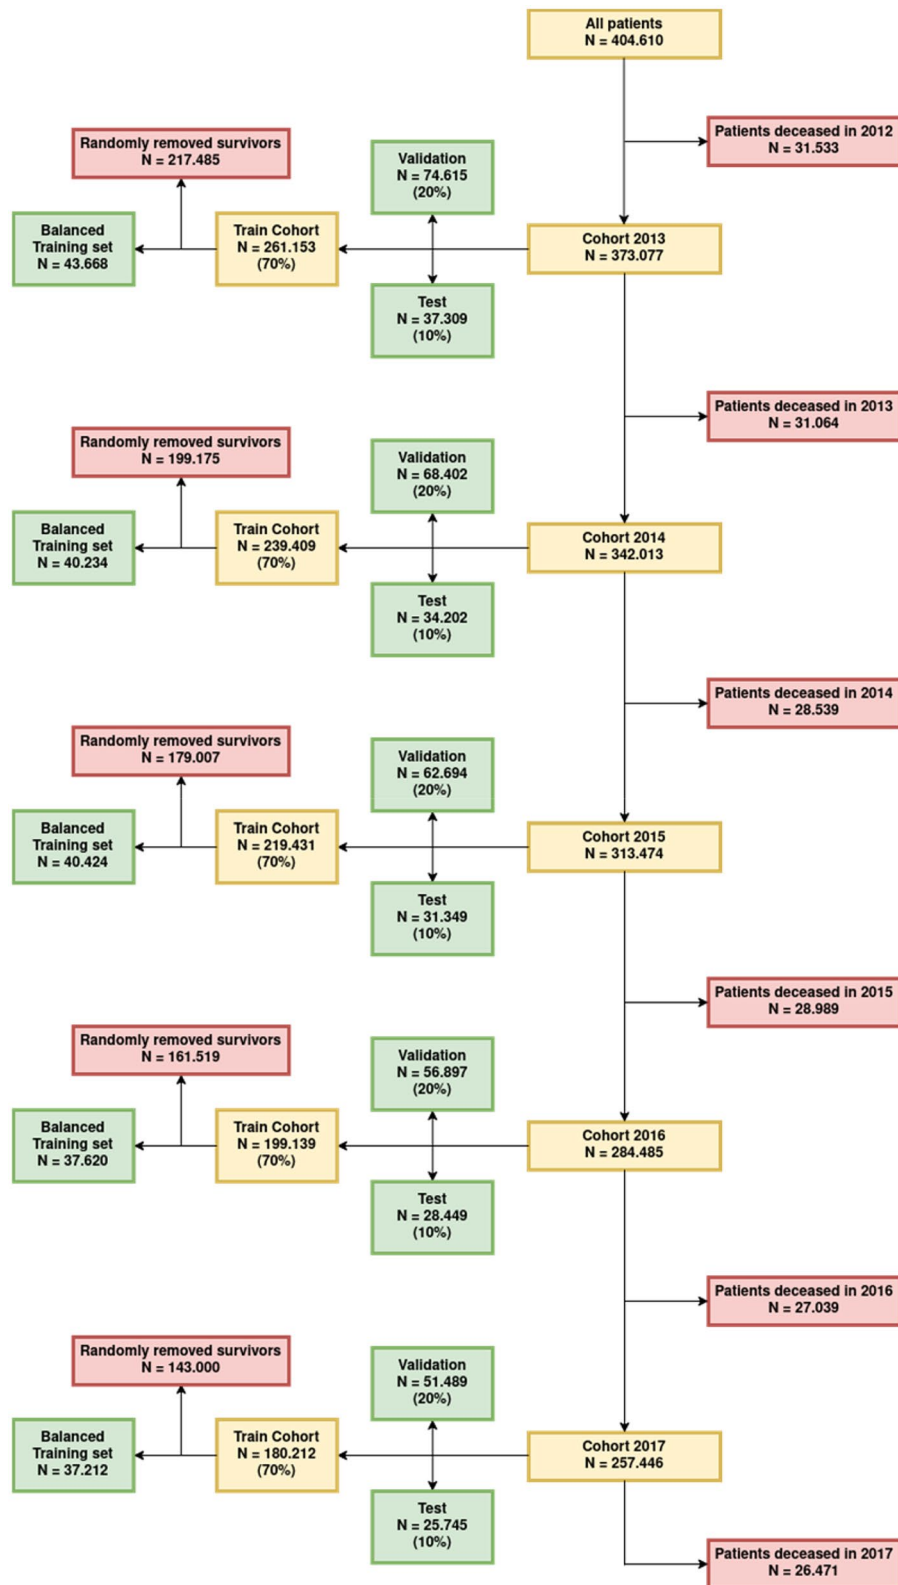 All patients
N = 404.610
Patients deceased in 2012
N = 31.533
Randomly removed survivors
N = 217.485
Validation
N = 74.615
(20%)
Balanced
Training set
N = 43.668
Train Cohort
N = 261.153
(70%)
Cohort 2013
N = 373.077
Test
N = 37.309
(10%)
Patients deceased in 2013
N = 31.064
Randomly removed survivors
N = 199.175
Validation
N = 68.402
(20%)
Balanced
Training set
N = 40.234
Train Cohort
N = 239.409
(70%)
Cohort 2014
N = 342.013
Test
N = 34.202
(10%)
Patients deceased in 2014
N = 28.539
Randomly removed survivors
N = 179.007
Validation
N = 62.694
(20%)
Balanced
Training set
N = 40.424
Train Cohort
N = 219.431
(70%)
Cohort 2015
N = 313.474
Test
N = 31.349
(10%)
Patients deceased in 2015
N = 28.989
Randomly removed survivors
N = 161.519
Validation
N = 56.897
(20%)
Balanced
Training set
N = 37.620
Train Cohort
N = 199.139
(70%)
Cohort 2016
N = 284.485
Test
N = 28.449
(10%)
Patients deceased in 2016
N = 27.039
Randomly removed survivors
N = 143.000
Validation
N = 51.489
(20%)
Balanced
Training set
N = 37.212
Train Cohort
N = 180.212
(70%)
Cohort 2017
N = 257.446
Test
N = 25.745
(10%)
Patients deceased in 2017
N = 26.471